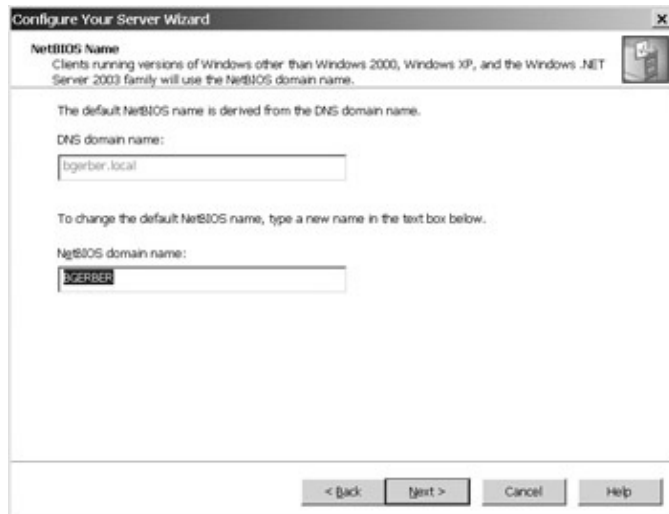 Configure Your Server Wizard
NetBIOS Name
Clients running versions of Windows other than Windows 2000, Windows XP, and the Windows .NET
Server 2003 family will use the NetBIOS domain name.
The default NetBIOS name is derived from the DNS domain name.
DNS domain name:
bgerber.local
To change the default NetBIOS name, type a new name in the text box below.
NetBIOS domain name:
BGERBER
< Back Next > Cancel Help